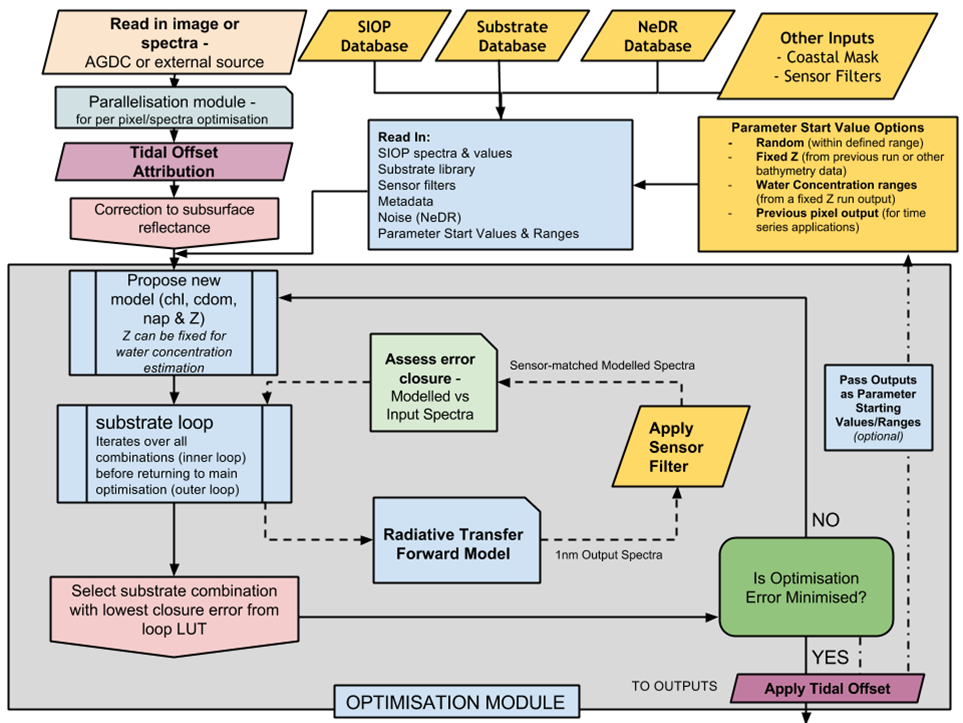 Read in image or
spectra -
AGDC or external source
SIOP
Database
Substrate
Database
NeDR
Database
Other Inputs
- Coastal Mask
- Sensor Filters
Parallelisation module -
for per pixel/spectra optimisation
Tidal Offset
Attribution
Correction to subsurface
reflectance
Read In:
SIOP spectra & values
Substrate library
Sensor filters
Metadata
Noise (NeDR)
Parameter Start Values & Ranges
Parameter Start Value Options
- Random (within defined range)
- Fixed Z (from previous run or other
bathymetry data)
- Water Concentration ranges
(from a fixed Z run output)
- Previous pixel output (for time
series applications)
Propose new
model (chl, cdom,
nap & Z)
Z can be fixed for
water concentration
estimation
Assess error
closure -
Modelled vs
Input Spectra
Sensor-matched Modelled Spectra
Pass Outputs
as Parameter
Starting
Values/Ranges
(optional)
substrate loop
Iterates over all
combinations (inner loop)
before returning to main
optimisation (outer loop)
Apply
Sensor
Filter
Radiative Transfer
Forward Model
1nm Output Spectra
NO
Is Optimisation
Error Minimised?
Select substrate combination
with lowest closure error from
loop LUT
YES
TO OUTPUTS
Apply Tidal Offset
OPTIMISATION MODULE